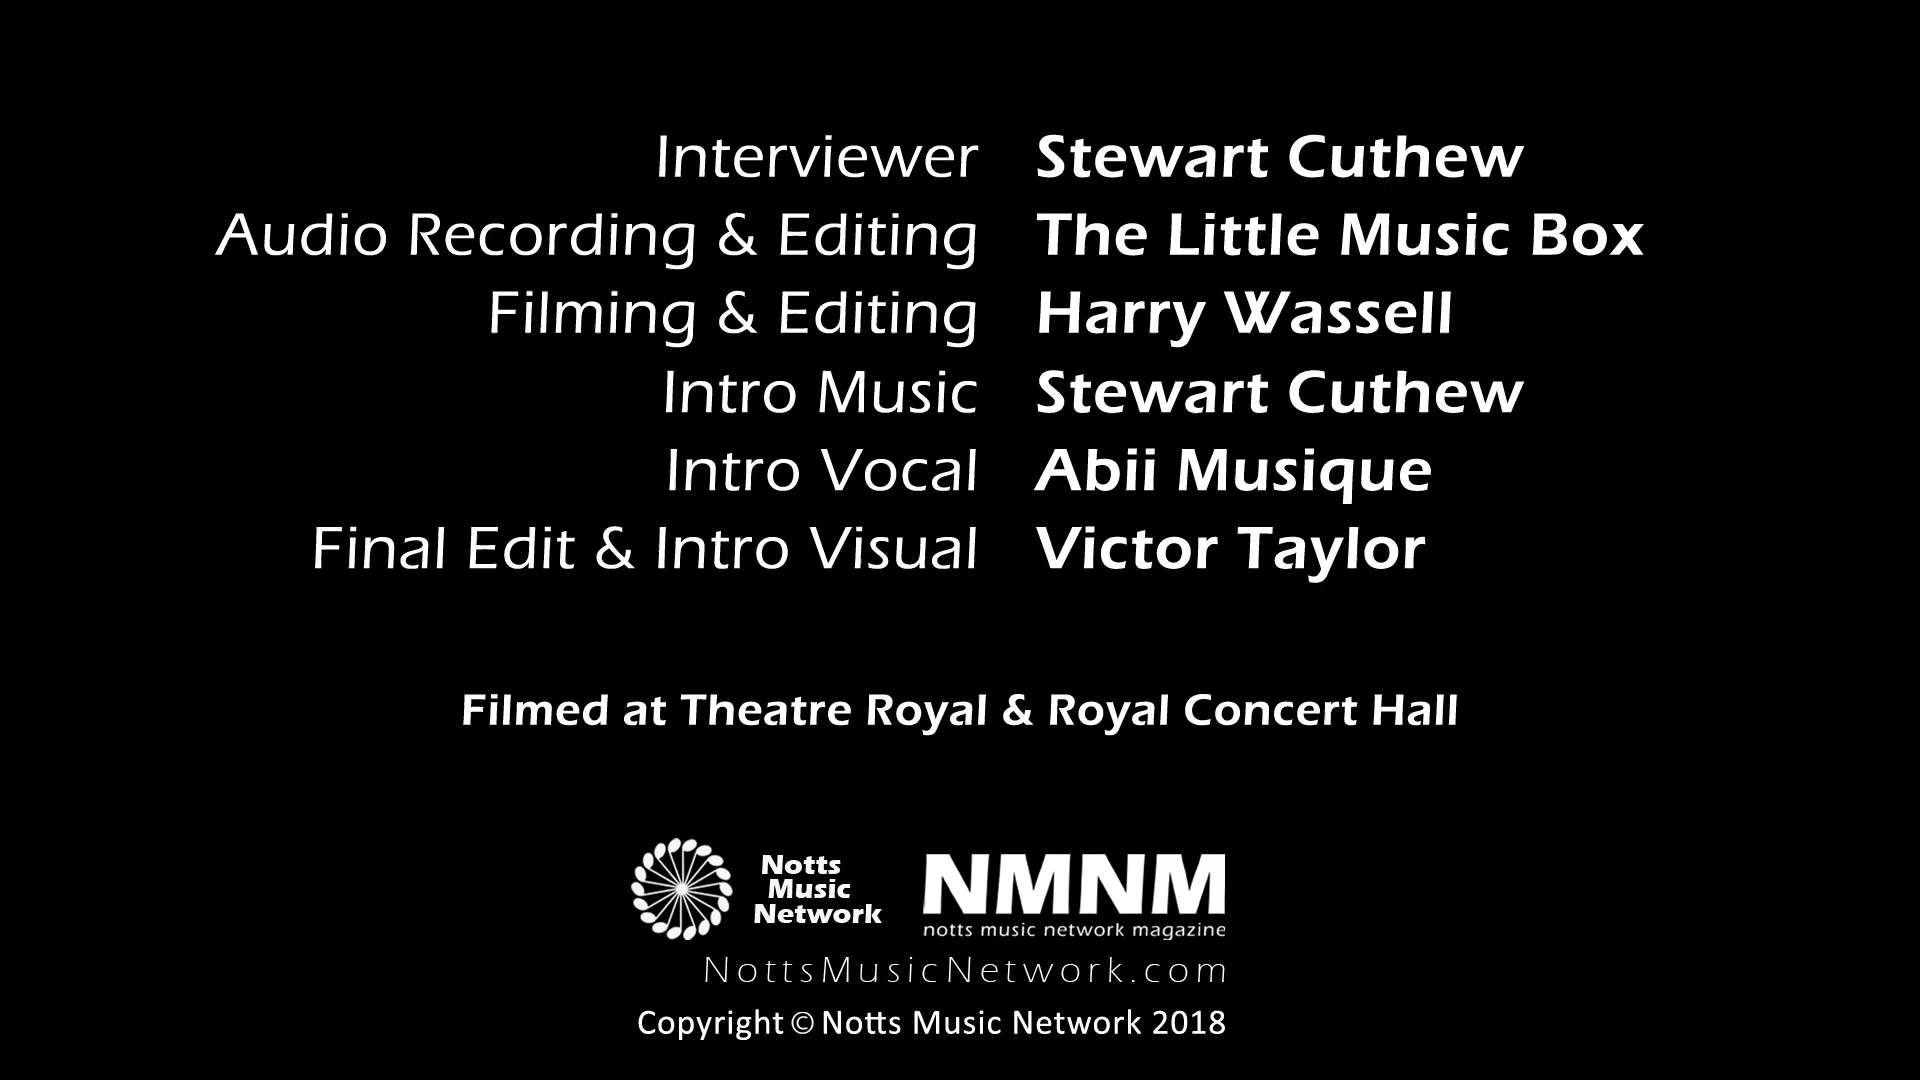 Interviewer Stewart Cuthew
Audio Recording & Editing The Little Music Box
Filming & Editing Harry Wassell
Intro Music Stewart Cuthew
Intro Vocal Abii Musique
Final Edit & Intro Visual Victor Taylor
Filmed at Theatre Royal & Royal Concert Hall
Notts
Music
Network
NMNM
notts music network magazine
NottsMusicNetwork.com
Copyright © Notts Music Network 2018